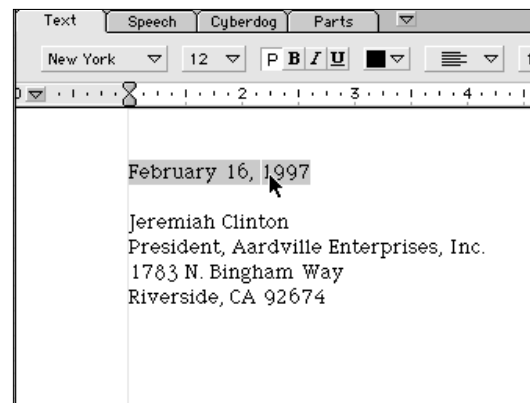 Text Speech Cyberdog Parts
New York 12 P B I U
2 3 4
February 16, 1997
Jeremiah Clinton
President, Aardville Enterprises, Inc.
1783 N. Bingham Way
Riverside, CA 92674